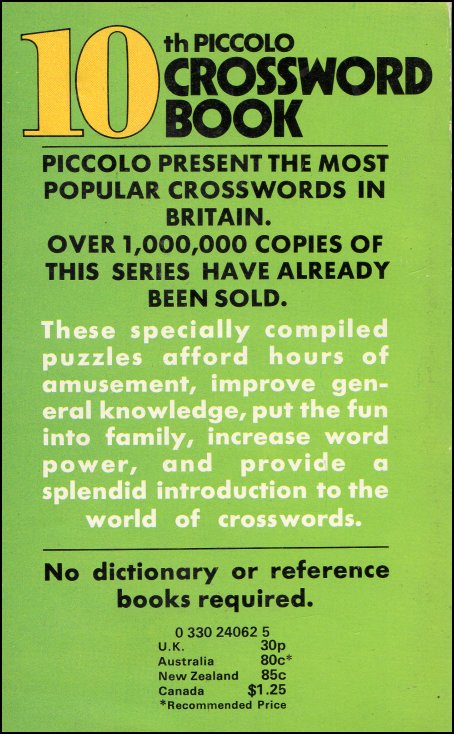 10th PICCOLO
CROSSWORD
BOOK
PICCOLO PRESENT THE MOST
POPULAR CROSSWORDS IN
BRITAIN.
OVER 1,000,000 COPIES OF
THIS SERIES HAVE ALREADY
BEEN SOLD.
These specially compiled
puzzles afford hours of
amusement, improve gen-
eral knowledge, put the fun
into family, increase word
power, and provide a
splendid introduction to the
world of crosswords.
No dictionary or reference
books required.
0 330 24062 5
U.K. 30p
Australia 80c*
New Zealand 85c
Canada $1.25
*Recommended Price